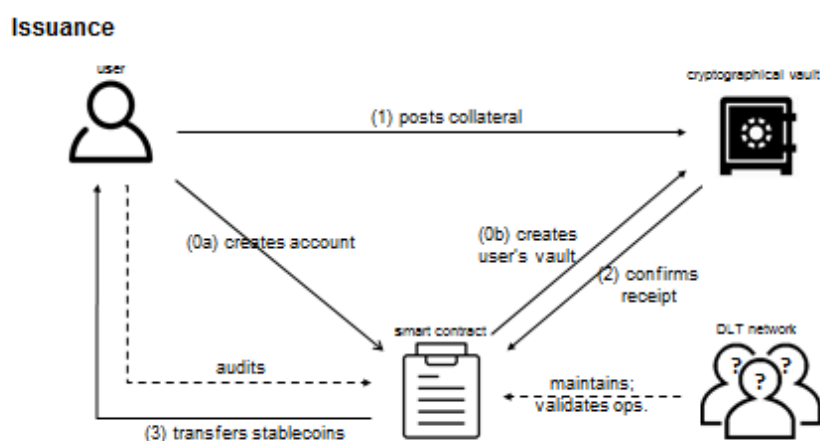 Issuance
user
cryptographical vault
(1) posts collateral
(0a) creates account
(0b) creates
user's vault
(2) confirms
receipt
smart contract
DLT network
? ? ?
audits
maintains;
validates ops.
(3) transfers stablecoins